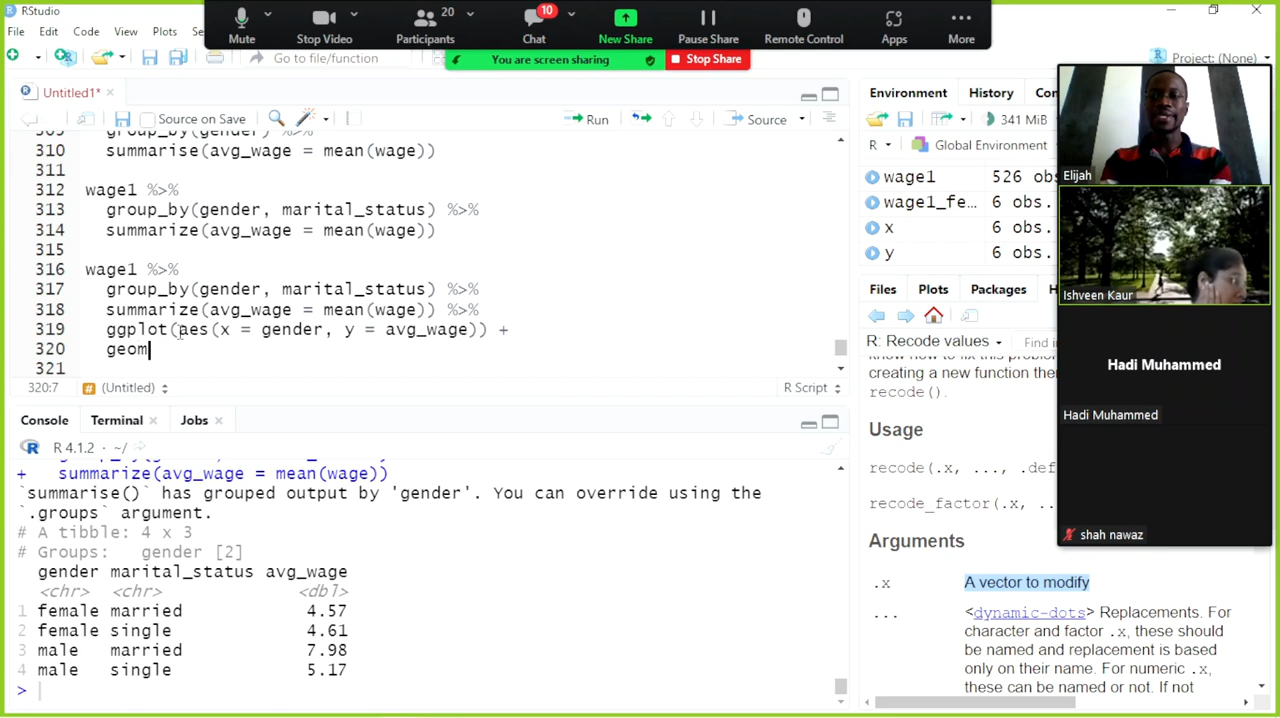 RStudio
File Edit Code View Plots
Mute
Stop Video
20
Participants
10
Chat
New Share
Pause Share
Remote Control
Apps
More
You are screen sharing
Stop Share
Go to file/function
Project: (None)
Untitled1*
Source on Save
Run
Source
310 summarise(avg_wage = mean(wage))
311
312 wage1 %>%
313 group_by(gender, marital_status) %>%
314 summarize(avg_wage = mean(wage))
315
316 wage1 %>%
317 group_by(gender, marital_status) %>%
318 summarize(avg_wage = mean(wage)) %>%
319 ggplot(aes(x = gender, y = avg_wage)) +
320 geom
321
320:7 (Untitled) R Script
Console Terminal Jobs
R 4.1.2 · ~/
+ summarize(avg_wage = mean(wage))
`summarise()` has grouped output by 'gender'. You can override using the
`.groups` argument.
# A tibble: 4 x 3
# Groups: gender [2]
gender marital_status avg_wage
<chr> <chr> <dbl>
1 female married 4.57
2 female single 4.61
3 male married 7.98
4 male single 5.17
>
Environment History Con
341 MiB
R Global Environment
wage1 526 obs
wage1_fe… 6 obs.
x 6 obs.
y 6 obs.
Files Plots Packages H
R: Recode values Find in
know how to fix this proble
creating a new function the
recode().
Usage
recode(.x, ..., .def
recode_factor(.x, ..
Arguments
.x A vector to modify
... <dynamic-dots> Replacements. For
character and factor .x, these should
be named and replacement is based
only on their name. For numeric .x,
these can be named or not. If not
Elijah
Ishveen Kaur
Hadi Muhammed
Hadi Muhammed
shah nawaz